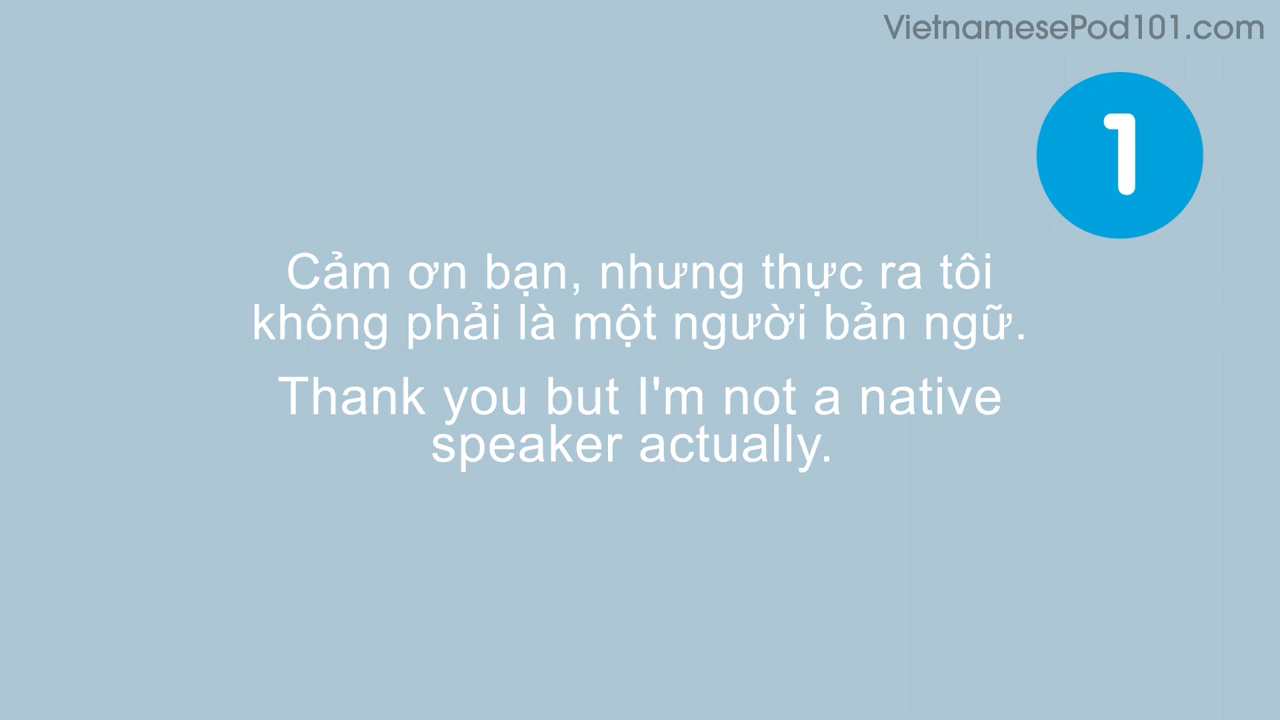 VietnamesePod101.com
1
Cảm ơn bạn, nhưng thực ra tôi
không phải là một người bản ngữ.
Thank you but I'm not a native
speaker actually.